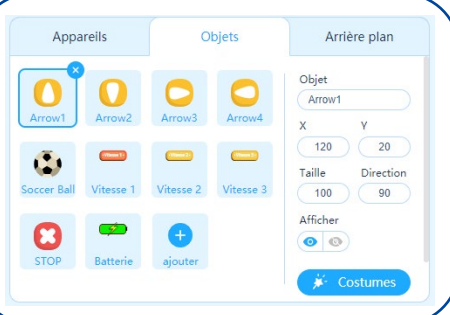 Appareils Objets Arrière plan
Arrow1 Arrow2 Arrow3 Arrow4
Soccer Ball Vitesse 1 Vitesse 2 Vitesse 3
STOP Batterie ajouter
Objet
Arrow1
X Y
120 20
Taille Direction
100 90
Afficher
Costumes